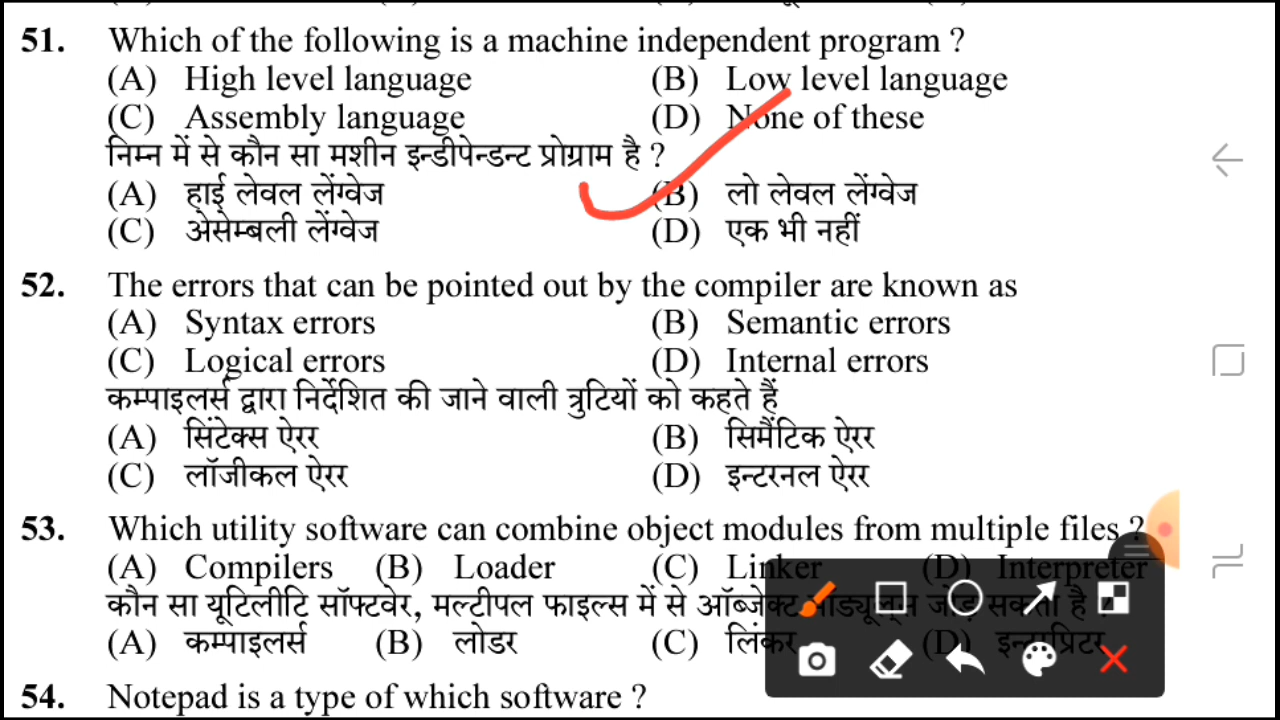 51. Which of the following is a machine independent program ?
(A) High level language (B) Low level language
(C) Assembly language (D) None of these
निम्न में से कौन सा मशीन इन्डीपेन्डन्ट प्रोग्राम है ?
(A) हाई लेवल लेंग्वेज (B) लो लेवल लेंग्वेज
(C) अेसेम्बली लेंग्वेज (D) एक भी नहीं
52. The errors that can be pointed out by the compiler are known as
(A) Syntax errors (B) Semantic errors
(C) Logical errors (D) Internal errors
कम्पाइलर्स द्वारा निर्देशित की जाने वाली त्रुटियों को कहते हैं
(A) सिंटेक्स ऐरर (B) सिमैंटिक ऐरर
(C) लॉजीकल ऐरर (D) इन्टरनल ऐरर
53. Which utility software can combine object modules from multiple files ?
(A) Compilers (B) Loader (C) Linker (D) Interpreter
कौन सा यूटिलीटि सॉफ्टवेर, मल्टीपल फाइल्स में से ऑब्जेक्ट मोड्यूल्स जोड़ सकता है ?
(A) कम्पाइलर्स (B) लोडर (C) लिंकर (D)
54. Notepad is a type of which software ?